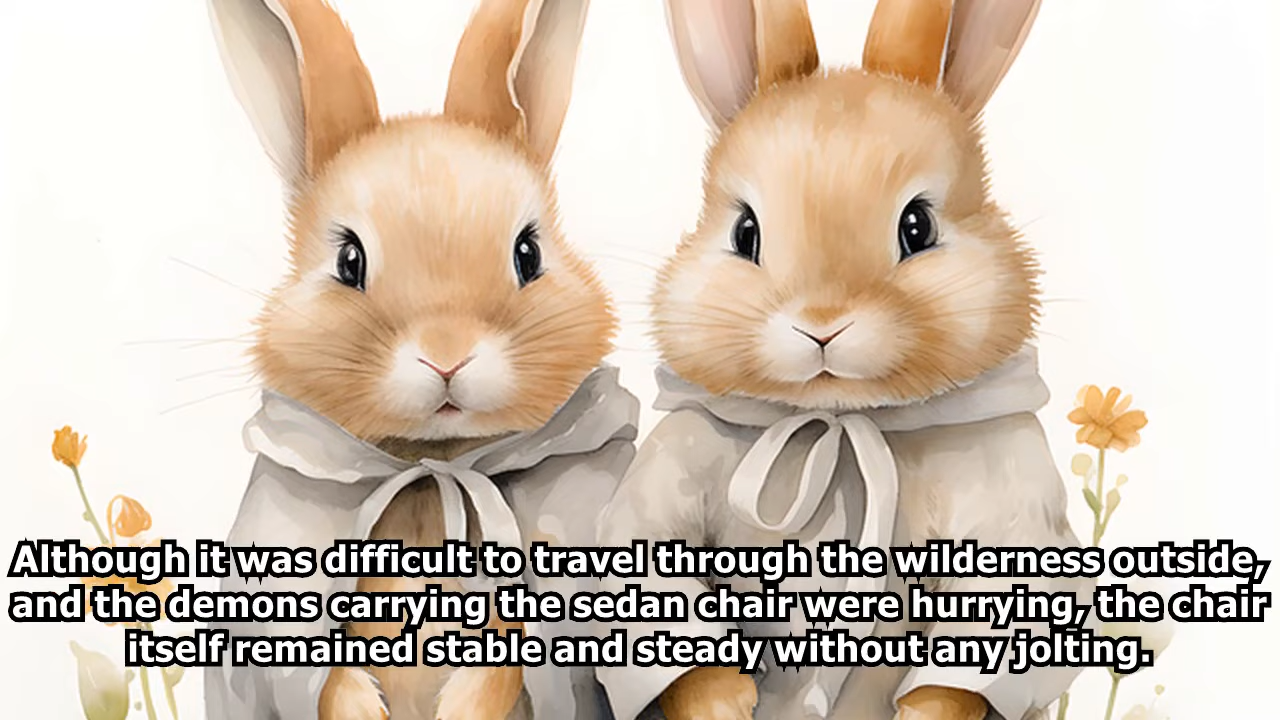 Although it was difficult to travel through the wilderness outside,
and the demons carrying the sedan chair were hurrying, the chair
itself remained stable and steady without any jolting.